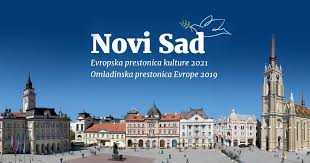 Novi Sad
Evropska prestonica kulture 2021
Omladinska prestonica Evrope 2019